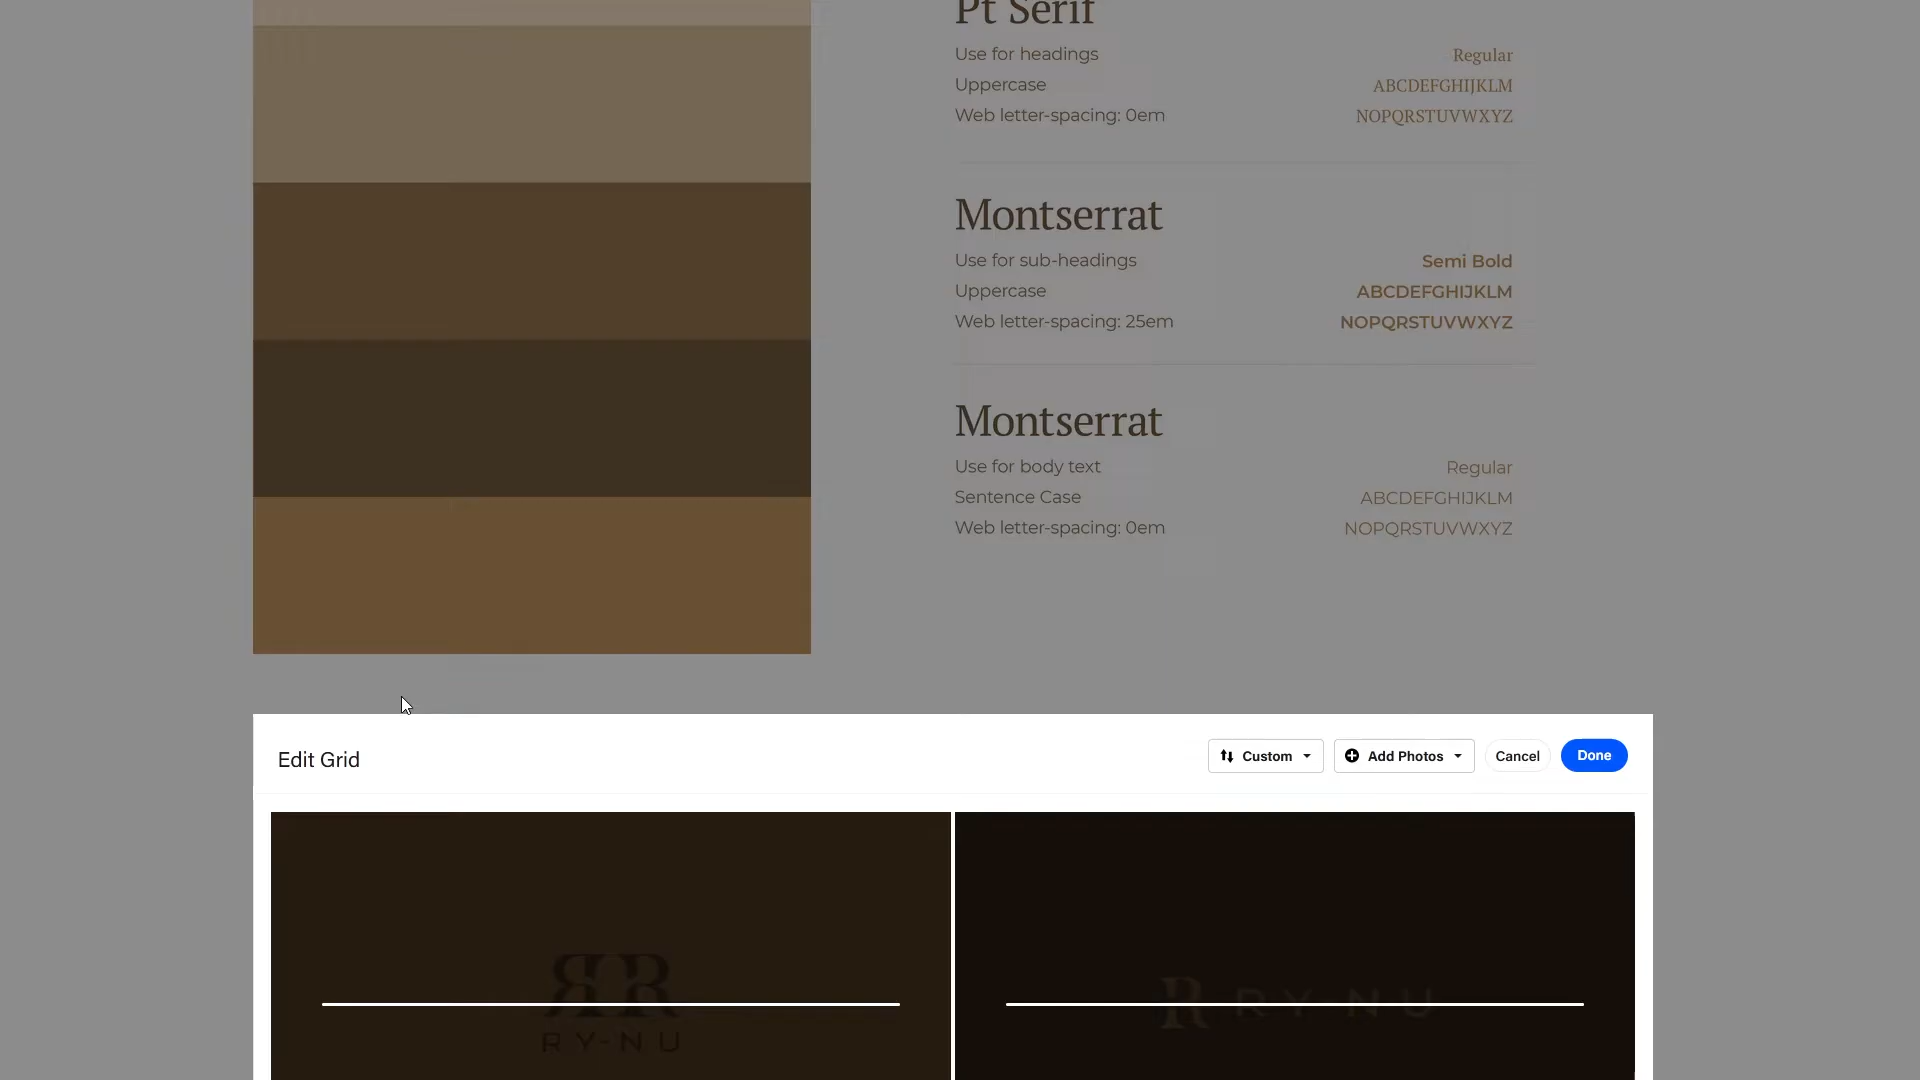 Pt Serif
Use for headings
Regular
Uppercase
ABCDEFGHIJKLM
Web letter-spacing: 0em
NOPQRSTUVWXYZ
Montserrat
Use for sub-headings
Semi Bold
Uppercase
ABCDEFGHIJKLM
Web letter-spacing: 25em
NOPQRSTUVWXYZ
Montserrat
Use for body text
Regular
Sentence Case
ABCDEFGHIJKLM
Web letter-spacing: 0em
NOPQRSTUVWXYZ
Edit Grid
Custom
Add Photos
Cancel
Done
RY-NU
RY-NU